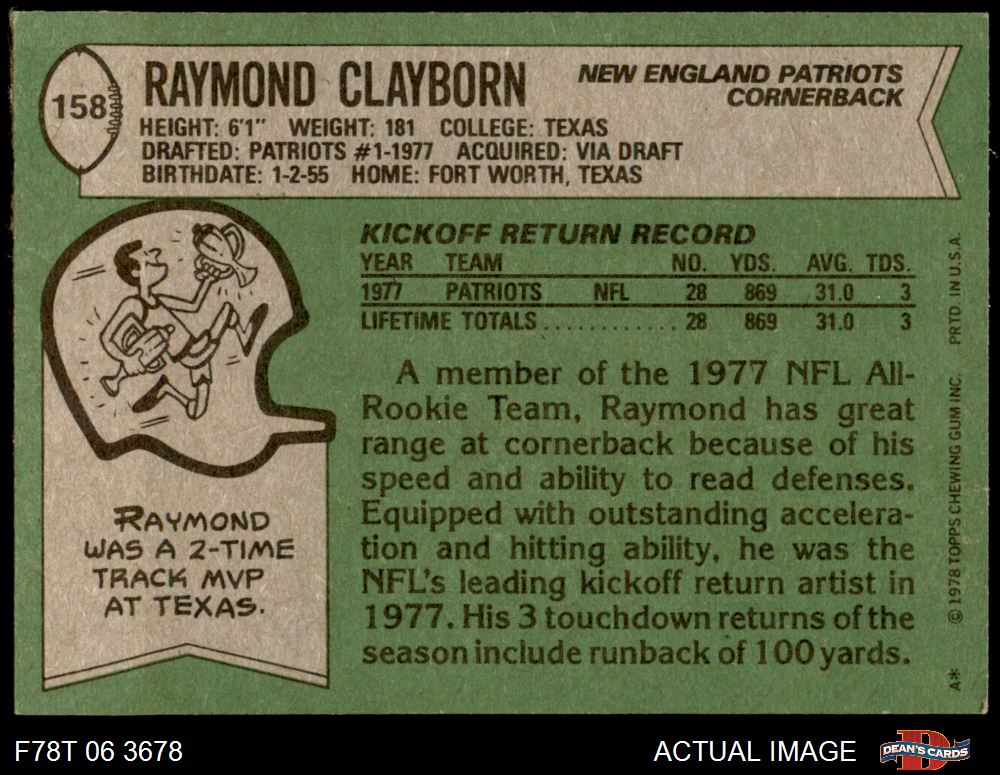 158
RAYMOND CLAYBORN
NEW ENGLAND PATRIOTS
CORNERBACK
HEIGHT: 6'1" WEIGHT: 181 COLLEGE: TEXAS
DRAFTED: PATRIOTS #1-1977 ACQUIRED: VIA DRAFT
BIRTHDATE: 1-2-55 HOME: FORT WORTH, TEXAS
KICKOFF RETURN RECORD
YEAR TEAM NO. YDS. AVG. TDS.
1977 PATRIOTS NFL 28 869 31.0 3
LIFETIME TOTALS............ 28 869 31.0 3
A member of the 1977 NFL All-
Rookie Team, Raymond has great
range at cornerback because of his
speed and ability to read defenses.
Equipped with outstanding accelera-
tion and hitting ability, he was the
NFL's leading kickoff return artist in
1977. His 3 touchdown returns of the
season include runback of 100 yards.
RAYMOND
WAS A 2-TIME
TRACK MVP
AT TEXAS.
A* © 1978 TOPPS CHEWING GUM INC. PRTD. IN U.S.A.
F78T 06 3678
ACTUAL IMAGE
D
DEAN'S CARDS